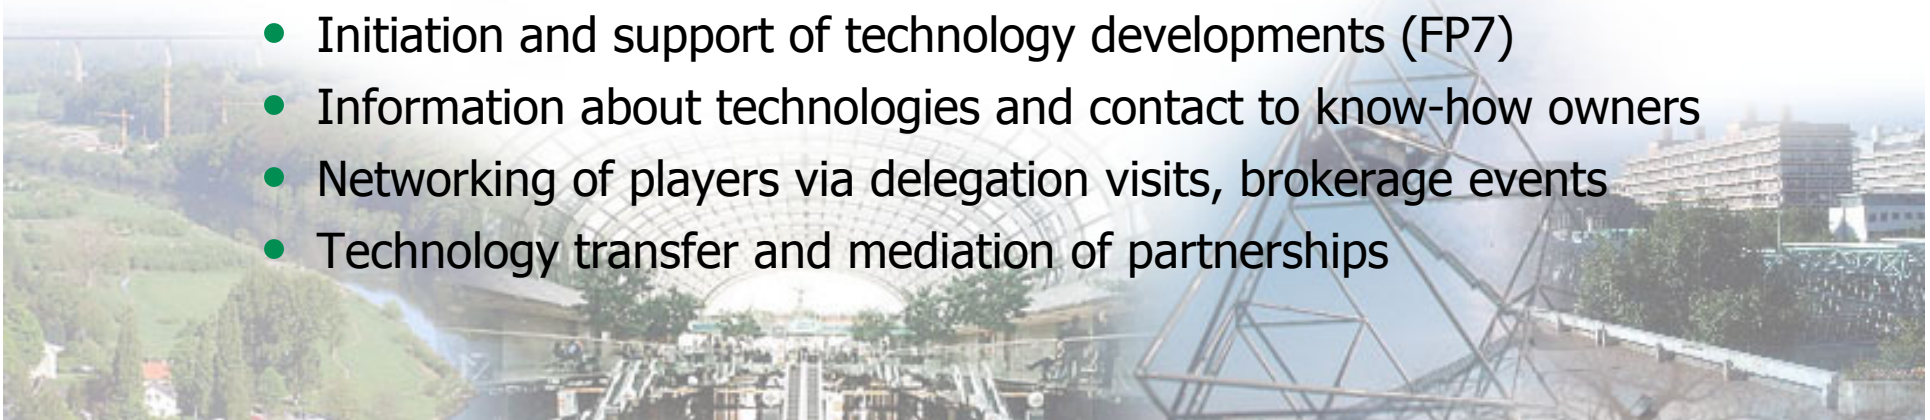 • Initiation and support of technology developments (FP7)
• Information about technologies and contact to know-how owners
• Networking of players via delegation visits, brokerage events
• Technology transfer and mediation of partnerships